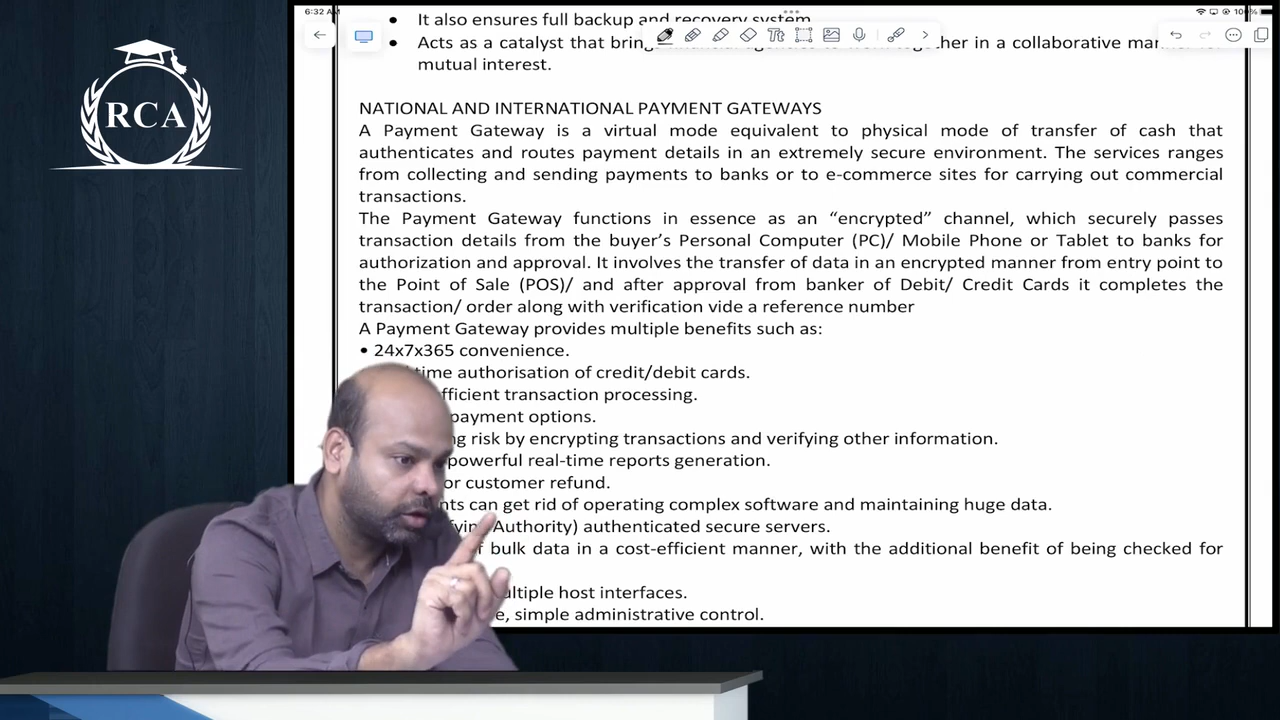 6:32 AM
It also ensures full backup and recovery system.
Acts as a catalyst that together in a collaborative
mutual interest.
RCA
NATIONAL AND INTERNATIONAL PAYMENT GATEWAYS
A Payment Gateway is a virtual mode equivalent to physical mode of transfer of cash that
authenticates and routes payment details in an extremely secure environment. The services ranges
from collecting and sending payments to banks or to e-commerce sites for carrying out commercial
transactions.
The Payment Gateway functions in essence as an “encrypted” channel, which securely passes
transaction details from the buyer’s Personal Computer (PC)/ Mobile Phone or Tablet to banks for
authorization and approval. It involves the transfer of data in an encrypted manner from entry point to
the Point of Sale (POS)/ and after approval from banker of Debit/ Credit Cards it completes the
transaction/ order along with verification vide a reference number
A Payment Gateway provides multiple benefits such as:
• 24x7x365 convenience.
time authorisation of credit/debit cards.
transaction processing.
payment options.
risk by encrypting transactions and verifying other information.
powerful real-time reports generation.
or customer refund.
can get rid of operating complex software and maintaining huge data.
Authority) authenticated secure servers.
bulk data in a cost-efficient manner, with the additional benefit of being checked for
host interfaces.
simple administrative control.